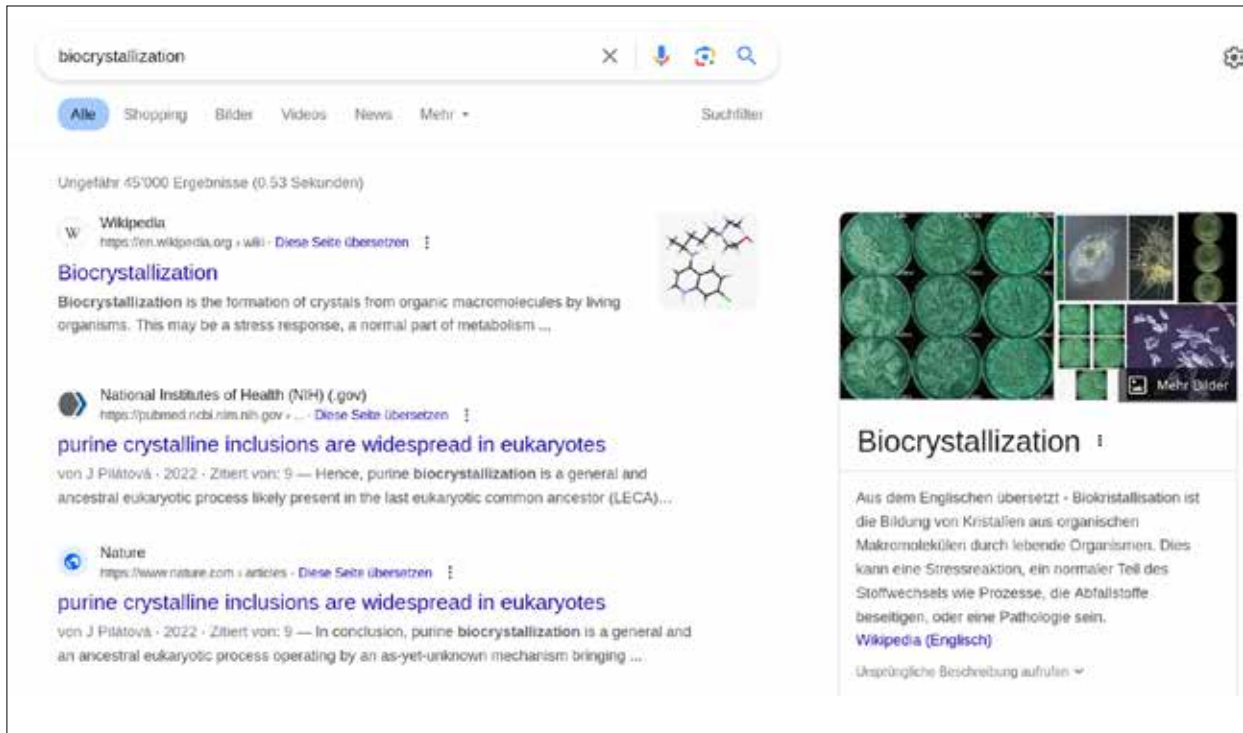 biocrystallization
Alle Shopping Bilder Videos News Mehr Suchfilter
Ungefähr 45'000 Ergebnisse (0.53 Sekunden)
W Wikipedia
https://en.wikipedia.org › wiki · Diese Seite übersetzen
Biocrystallization
Biocrystallization is the formation of crystals from organic macromolecules by living
organisms. This may be a stress response, a normal part of metabolism ...
National Institutes of Health (NIH) (.gov)
https://pubmed.ncbi.nlm.nih.gov › ... · Diese Seite übersetzen
purine crystalline inclusions are widespread in eukaryotes
von J Pilátová · 2022 · Zitiert von: 9 — Hence, purine biocrystallization is a general and
ancestral eukaryotic process likely present in the last eukaryotic common ancestor (LECA)...
Nature
https://www.nature.com › articles · Diese Seite übersetzen
purine crystalline inclusions are widespread in eukaryotes
von J Pilátová · 2022 · Zitiert von: 9 — In conclusion, purine biocrystallization is a general and
an ancestral eukaryotic process operating by an as-yet-unknown mechanism bringing ...
Mehr Bilder
Biocrystallization
Aus dem Englischen übersetzt - Biokristallisation ist
die Bildung von Kristallen aus organischen
Makromolekülen durch lebende Organismen. Dies
kann eine Stressreaktion, ein normaler Teil des
Stoffwechsels wie Prozesse, die Abfallstoffe
beseitigen, oder eine Pathologie sein.
Wikipedia (Englisch)
Ursprüngliche Beschreibung aufrufen